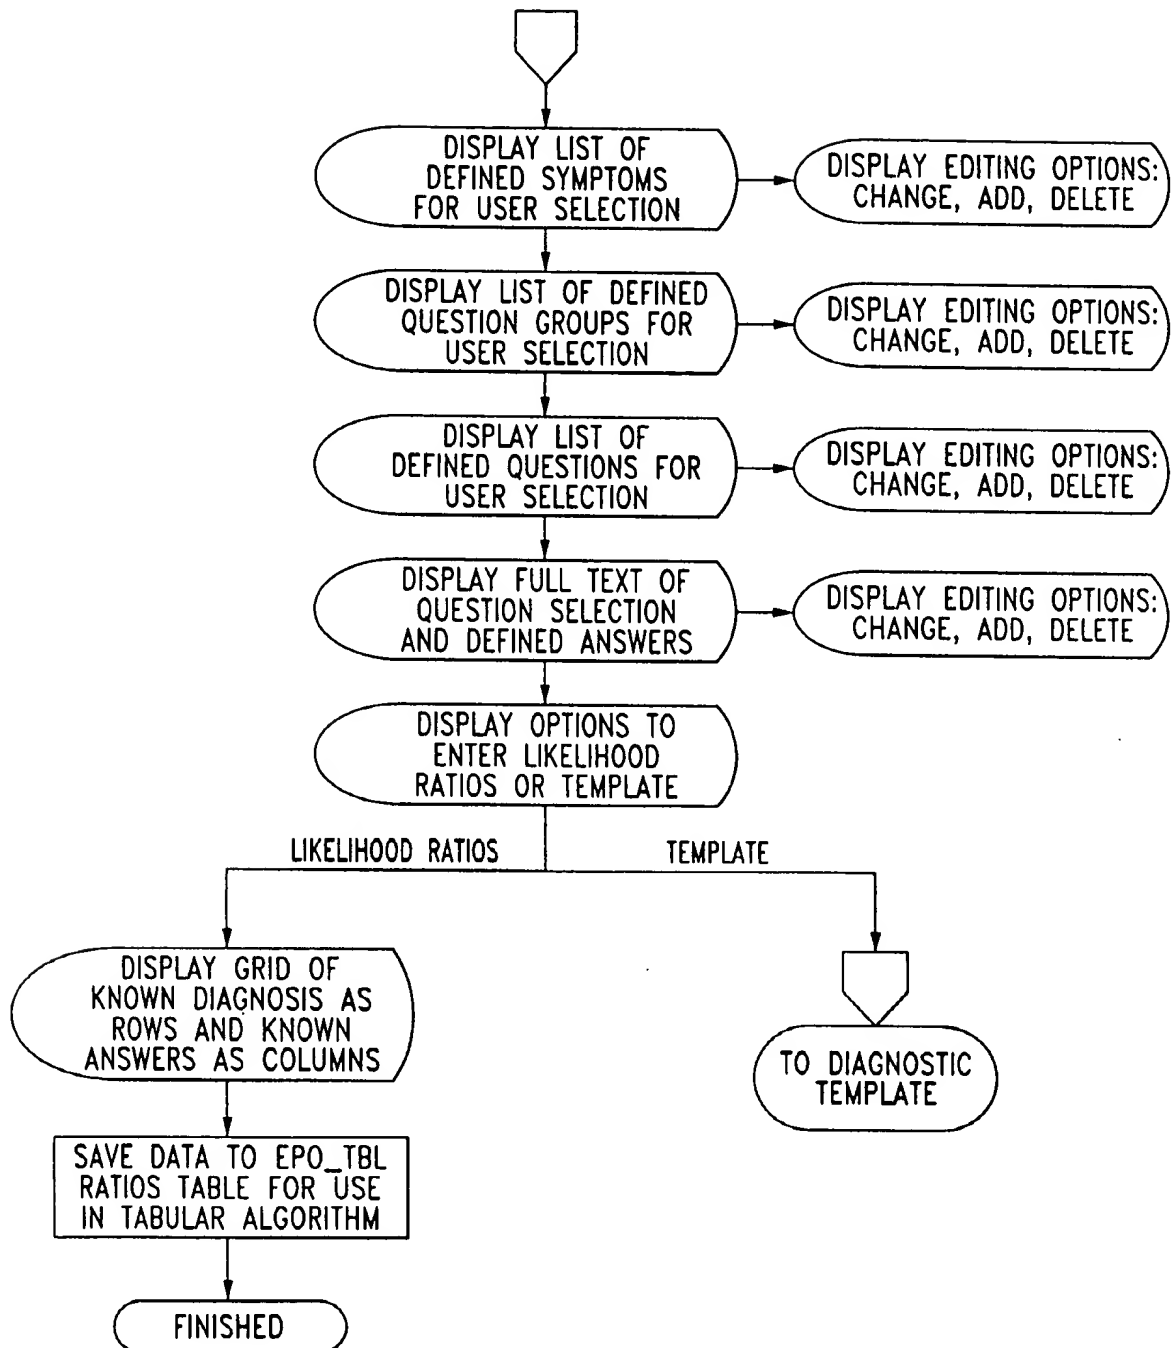 DISPLAY LIST OF
DEFINED SYMPTOMS
FOR USER SELECTION
DISPLAY EDITING OPTIONS:
CHANGE, ADD, DELETE
DISPLAY LIST OF DEFINED
QUESTION GROUPS FOR
USER SELECTION
DISPLAY EDITING OPTIONS:
CHANGE, ADD, DELETE
DISPLAY LIST OF
DEFINED QUESTIONS FOR
USER SELECTION
DISPLAY EDITING OPTIONS:
CHANGE, ADD, DELETE
DISPLAY FULL TEXT OF
QUESTION SELECTION
AND DEFINED ANSWERS
DISPLAY EDITING OPTIONS:
CHANGE, ADD, DELETE
DISPLAY OPTIONS TO
ENTER LIKELIHOOD
RATIOS OR TEMPLATE
LIKELIHOOD RATIOS
TEMPLATE
DISPLAY GRID OF
KNOWN DIAGNOSIS AS
ROWS AND KNOWN
ANSWERS AS COLUMNS
TO DIAGNOSTIC
TEMPLATE
SAVE DATA TO EPO_TBL
RATIOS TABLE FOR USE
IN TABULAR ALGORITHM
FINISHED